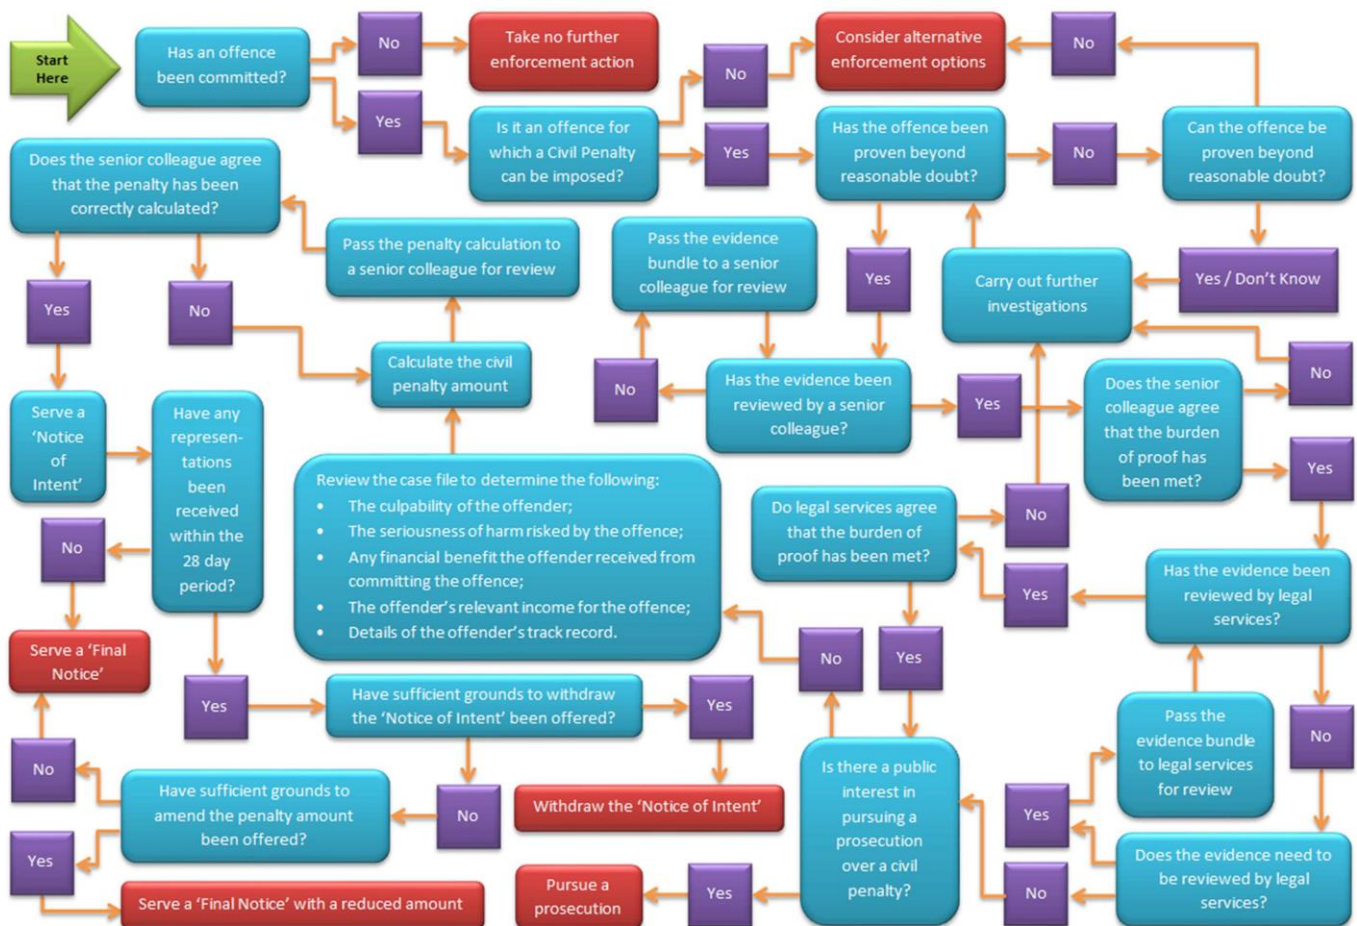 Start
Here
Has an offence
been committed?
No
Take no further
enforcement action
Yes
Is it an offence for
which a Civil Penalty
can be imposed?
No
Consider alternative
enforcement options
No
Yes
Has the offence been
proven beyond
reasonable doubt?
No
Can the offence be
proven beyond
reasonable doubt?
Does the senior colleague agree
that the penalty has been
correctly calculated?
Yes
No
Pass the penalty calculation to
a senior colleague for review
Calculate the civil
penalty amount
Pass the evidence
bundle to a senior
colleague for review
Yes
Carry out further
investigations
Yes / Don’t Know
No
Has the evidence been
reviewed by a senior
colleague?
Yes
Does the senior
colleague agree
that the burden
of proof has
been met?
No
Yes
Serve a
‘Notice
of
Intent’
Have any
represen-
tations
been
received
within the
28 day
period?
No
Serve a ‘Final
Notice’
Review the case file to determine the following:
• The culpability of the offender;
• The seriousness of harm risked by the offence;
• Any financial benefit the offender received from
committing the offence;
• The offender’s relevant income for the offence;
• Details of the offender’s track record.
Do legal services agree
that the burden of
proof has been met?
No
Yes
Has the evidence been
reviewed by legal
services?
Yes
No
Yes
Have sufficient grounds to withdraw
the ‘Notice of Intent’ been offered?
Yes
Pass the
evidence bundle
to legal services
for review
No
No
Have sufficient grounds to
amend the penalty amount
been offered?
No
Withdraw the ‘Notice of Intent’
Is there a public
interest in
pursuing a
prosecution
over a civil
penalty?
Yes
Does the evidence need to
be reviewed by legal
services?
No
Yes
Serve a ‘Final Notice’ with a reduced amount
Pursue a
prosecution
Yes